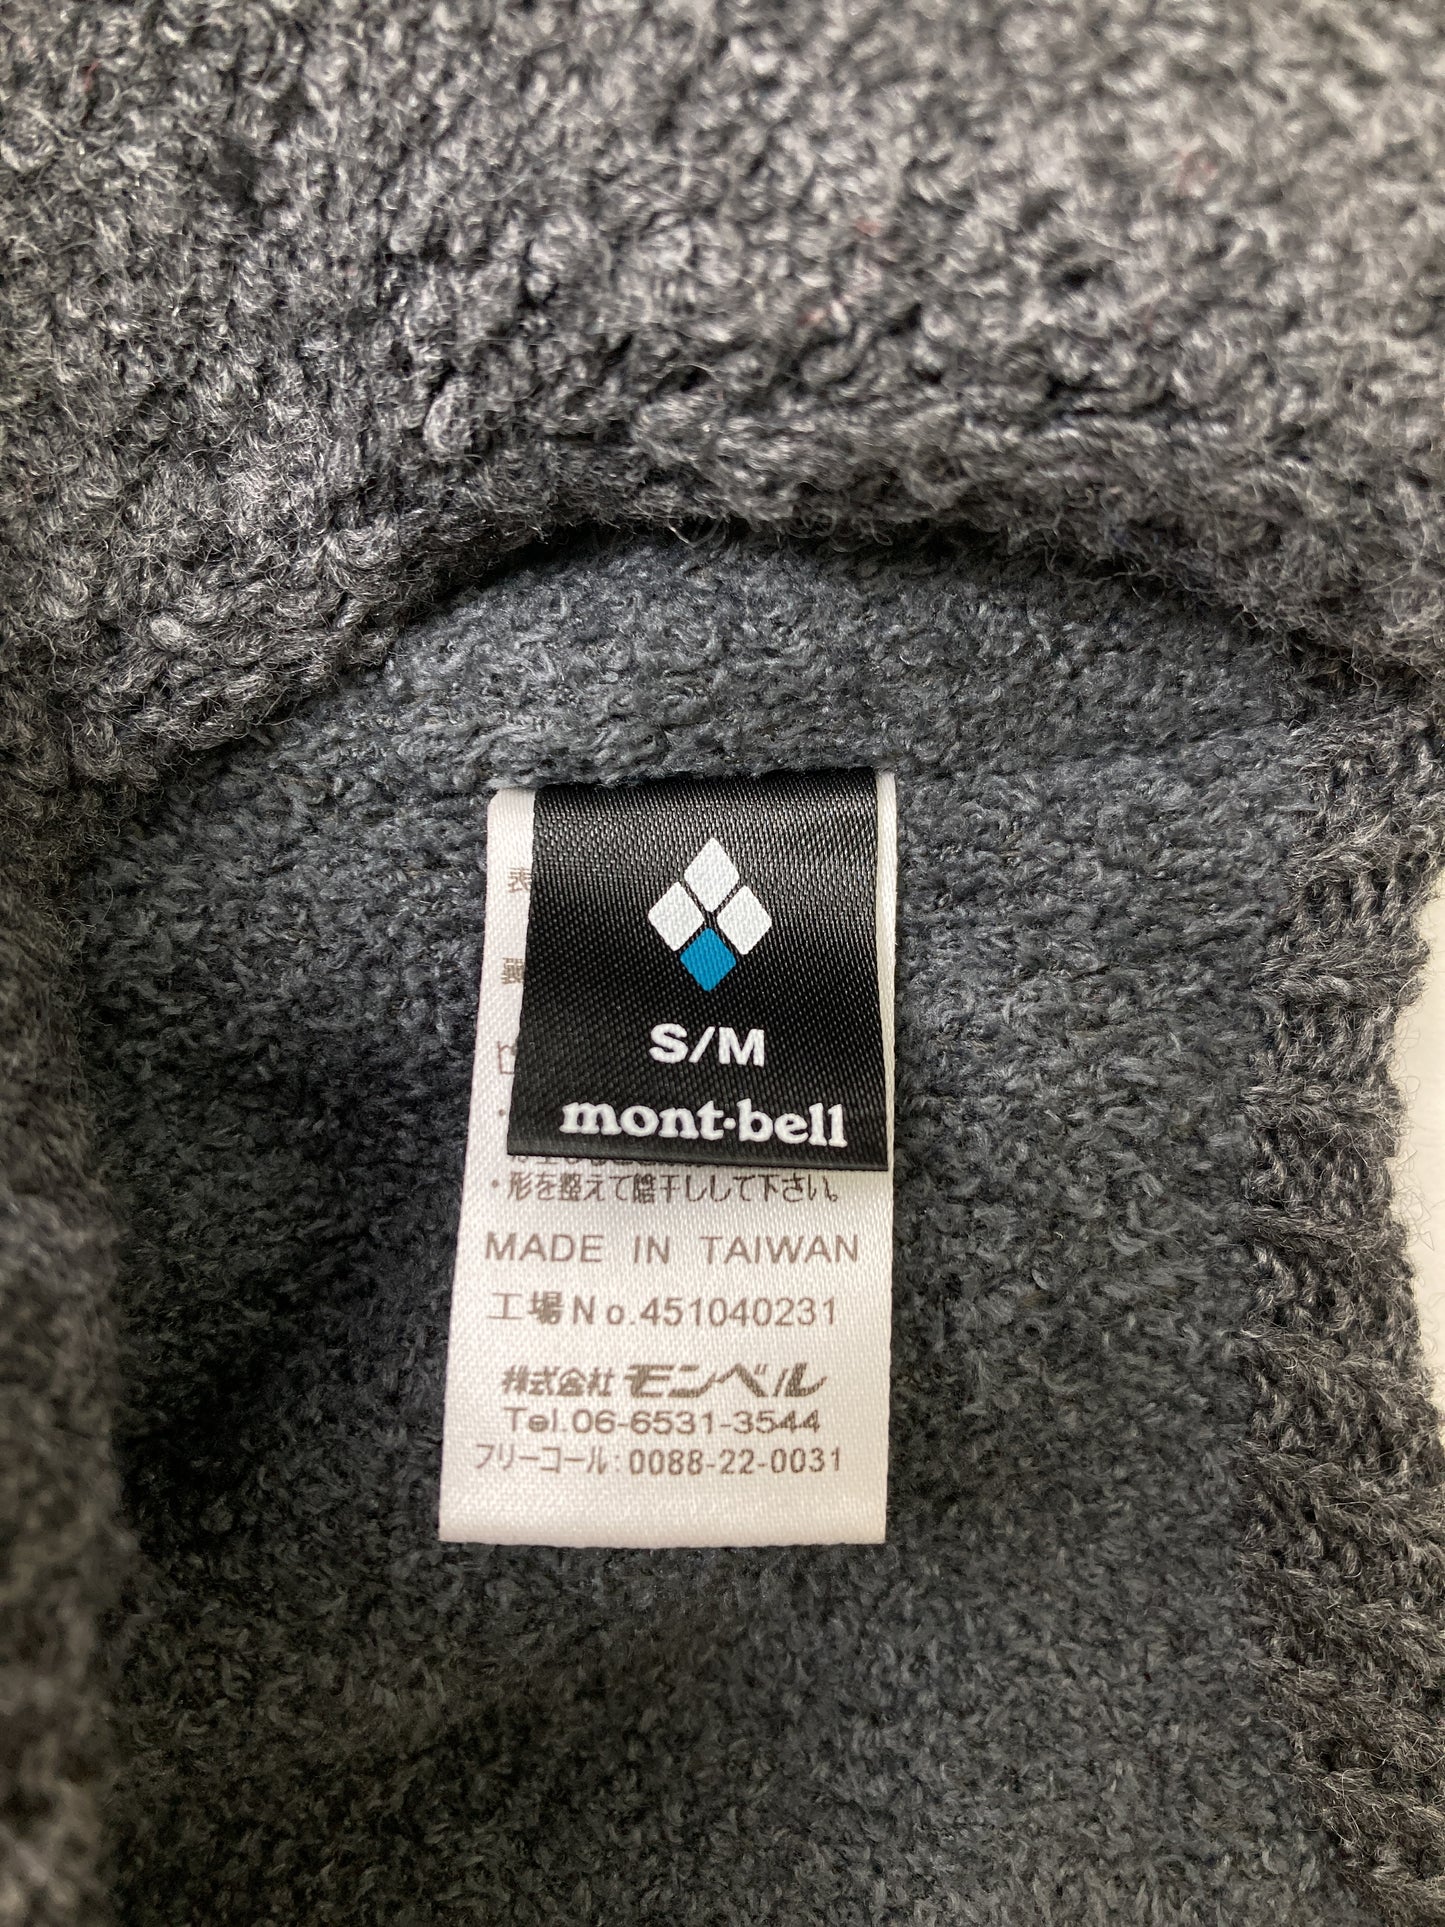 S/M
mont-bell
表
・形を整えて陰干しして下さい。
MADE IN TAIWAN
工場No.451040231
株式会社モンベル
Tel.06-6531-3544
フリーコール:0088-22-0031